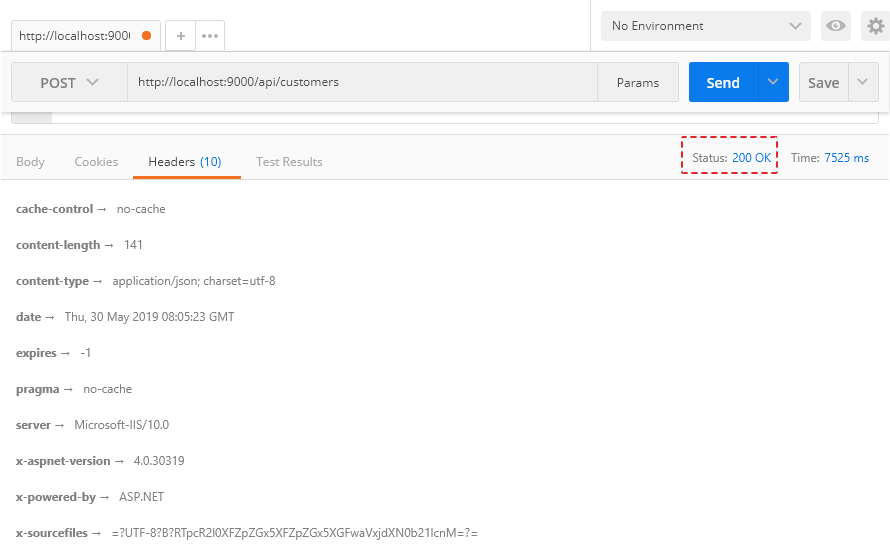 No Environment
http://localhost:900
POST http://localhost:9000/api/customers Params Send Save
Body Cookies Headers (10) Test Results Status: 200 OK Time: 7525 ms
cache-control → no-cache
content-length → 141
content-type → application/json; charset=utf-8
date → Thu, 30 May 2019 08:05:23 GMT
expires → -1
pragma → no-cache
server → Microsoft-IIS/10.0
x-aspnet-version → 4.0.30319
x-powered-by → ASP.NET
x-sourcefiles →